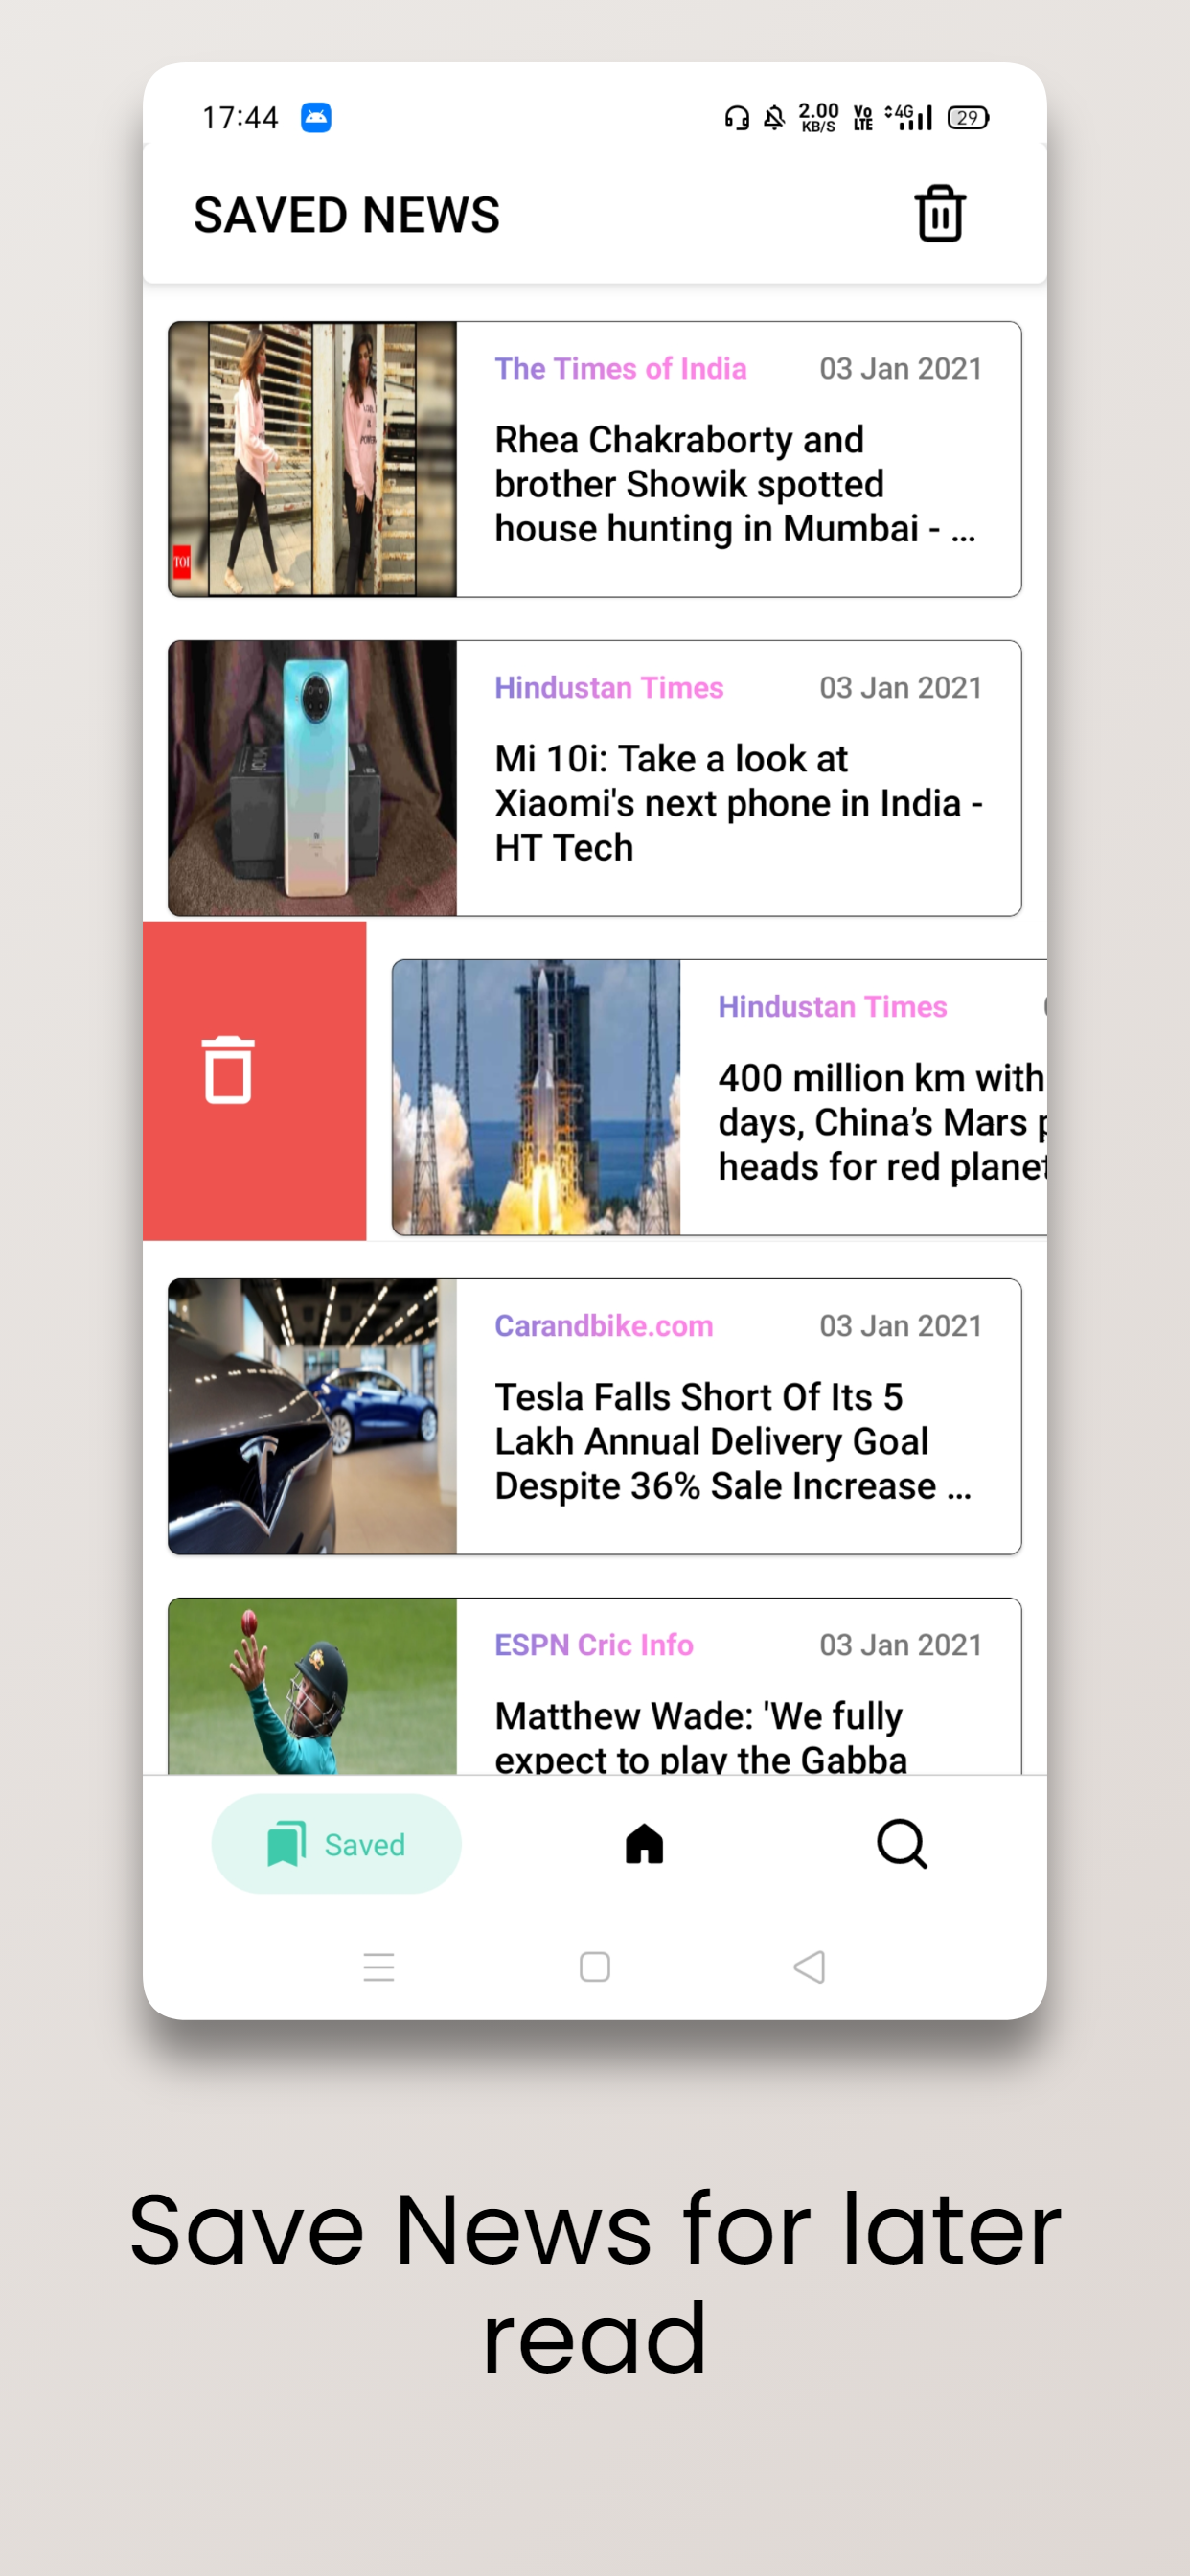 17:44
2.00
KB/S
Vo
LTE
4G
29
SAVED NEWS
TOI
The Times of India
03 Jan 2021
Rhea Chakraborty and
brother Showik spotted
house hunting in Mumbai - ...
Hindustan Times
03 Jan 2021
Mi 10i: Take a look at
Xiaomi's next phone in India -
HT Tech
Hindustan Times
400 million km with
days, China’s Mars p
heads for red planet
Carandbike.com
03 Jan 2021
Tesla Falls Short Of Its 5
Lakh Annual Delivery Goal
Despite 36% Sale Increase ...
ESPN Cric Info
03 Jan 2021
Matthew Wade: 'We fully
expect to play the Gabba
Saved
Save News for later
read